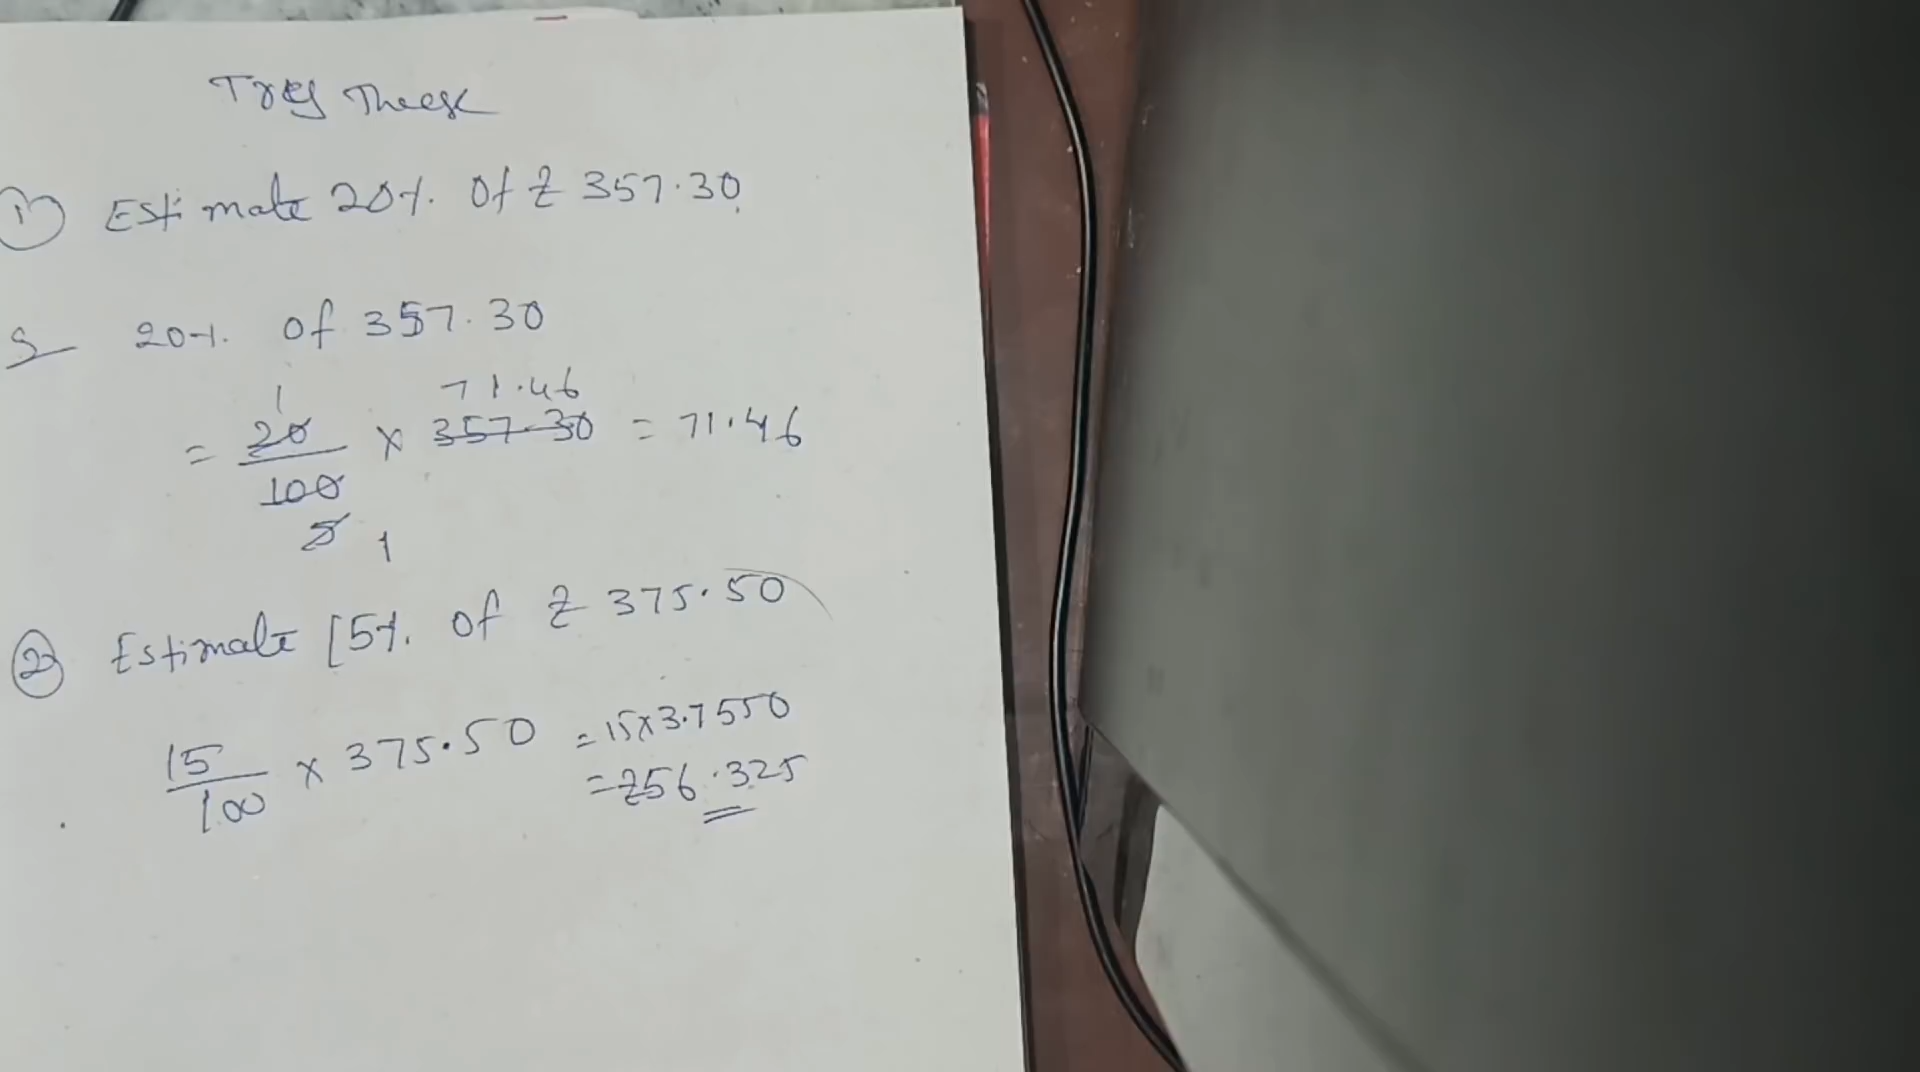 Try These
① Estimate 20% of ₹ 357.30
S 20% of 357.30
1 71.46
= 20/100 × 357.30 = 71.46
5 1
② Estimate 15% of ₹ 375.50
15/100 × 375.50 = 15×3.7550
= ₹56.325